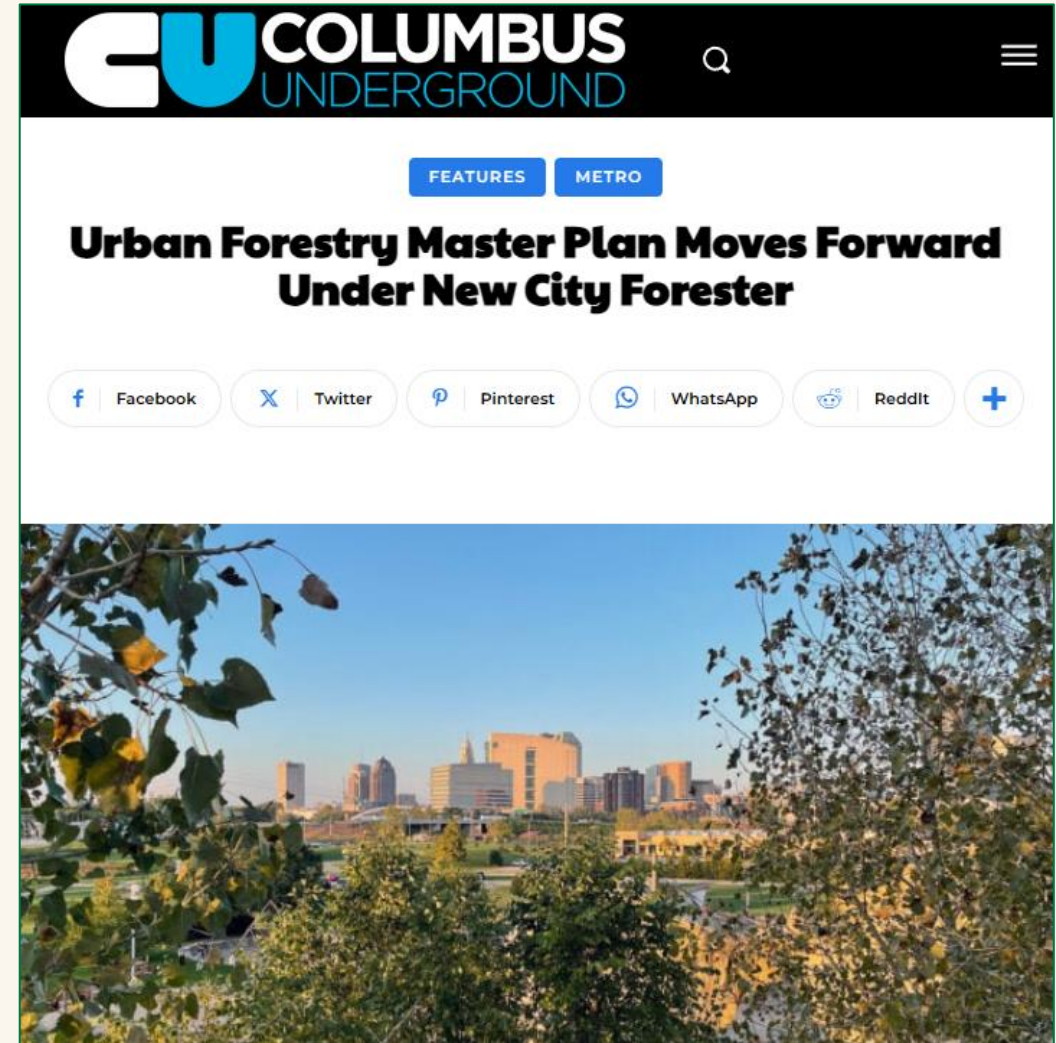 CU COLUMBUS
UNDERGROUND
FEATURES METRO
Urban Forestry Master Plan Moves Forward
Under New City Forester
Facebook Twitter Pinterest WhatsApp ReddIt